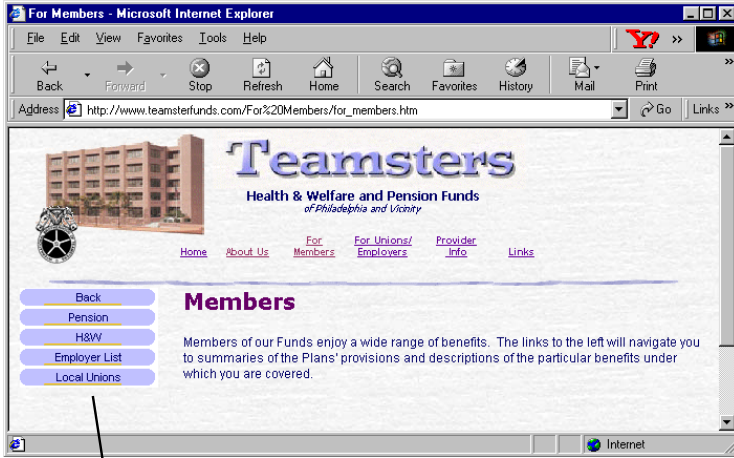 For Members - Microsoft Internet Explorer
File Edit View Favorites Tools Help
Y? »
Back Forward Stop Refresh Home Search Favorites History Mail Print »
Address http://www.teamsterfunds.com/For%20Members/for_members.htm Go Links »
Teamsters
Health & Welfare and Pension Funds
of Philadelphia and Vicinity
Home About Us For Members For Unions/ Employers Provider Info Links
Back
Pension
H&W
Employer List
Local Unions
Members
Members of our Funds enjoy a wide range of benefits. The links to the left will navigate you
to summaries of the Plans' provisions and descriptions of the particular benefits under
which you are covered.
Internet